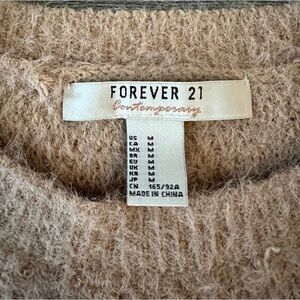 FOREVER 21
Contemporary
US M
CA M
MX M
BR M
EU M
UK M
KR M
JP M
CN 165/92A
MADE IN CHINA